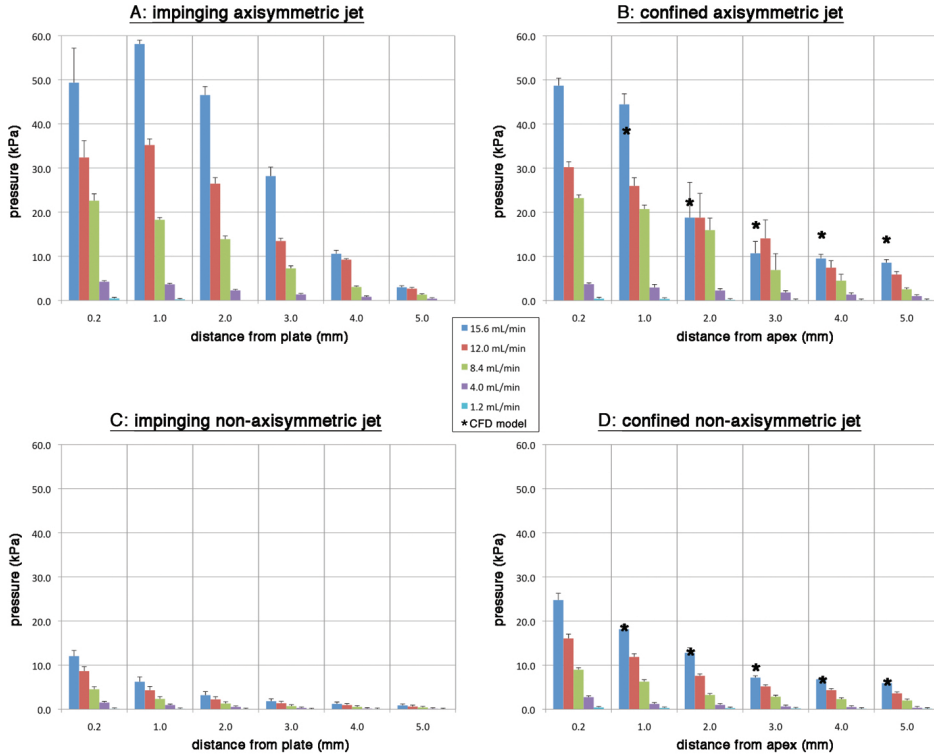 A: impinging axisymmetric jet
60.0
50.0
40.0
30.0
20.0
10.0
0.0
pressure (kPa)
0.2 1.0 2.0 3.0 4.0 5.0
distance from plate (mm)
B: confined axisymmetric jet
60.0
50.0
40.0
30.0
20.0
10.0
0.0
pressure (kPa)
0.2 1.0 2.0 3.0 4.0 5.0
distance from apex (mm)
15.6 mL/min
12.0 mL/min
8.4 mL/min
4.0 mL/min
1.2 mL/min
* CFD model
C: impinging non-axisymmetric jet
60.0
50.0
40.0
30.0
20.0
10.0
0.0
pressure (kPa)
0.2 1.0 2.0 3.0 4.0 5.0
distance from plate (mm)
D: confined non-axisymmetric jet
60.0
50.0
40.0
30.0
20.0
10.0
0.0
pressure (kPa)
0.2 1.0 2.0 3.0 4.0 5.0
distance from apex (mm)